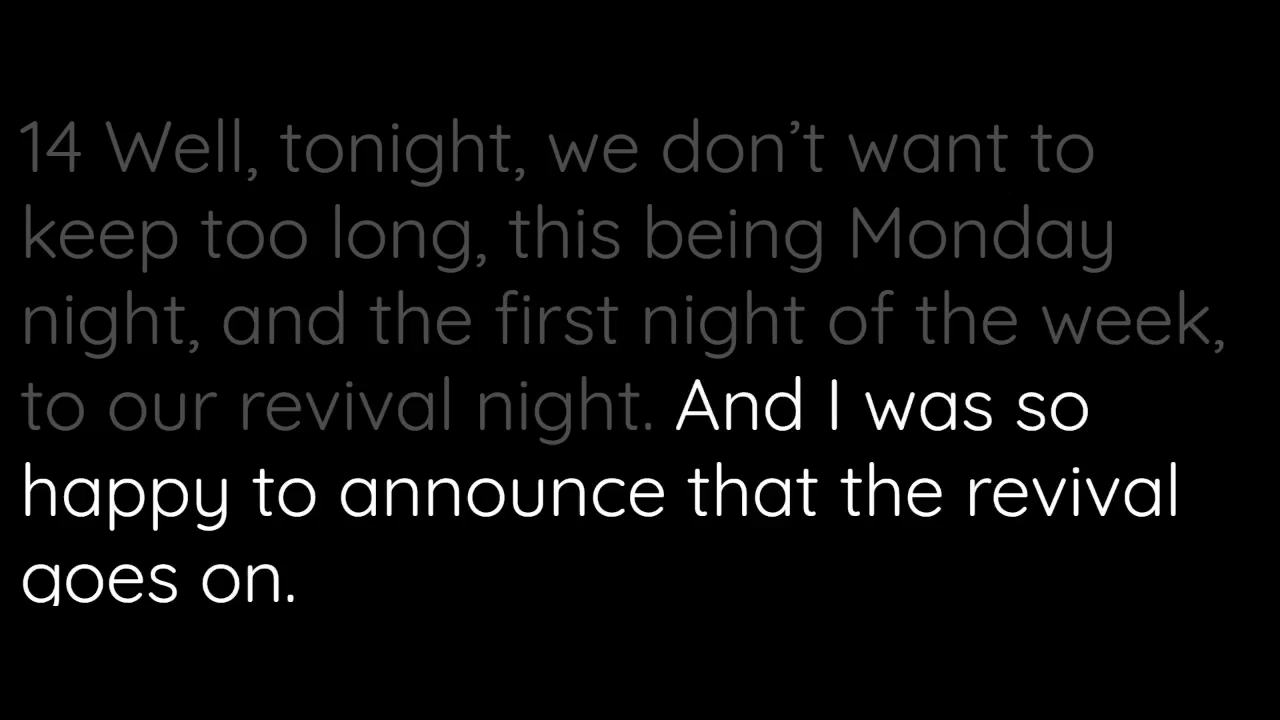 14 Well, tonight, we don’t want to
keep too long, this being Monday
night, and the first night of the week,
to our revival night. And I was so
happy to announce that the revival
goes on.